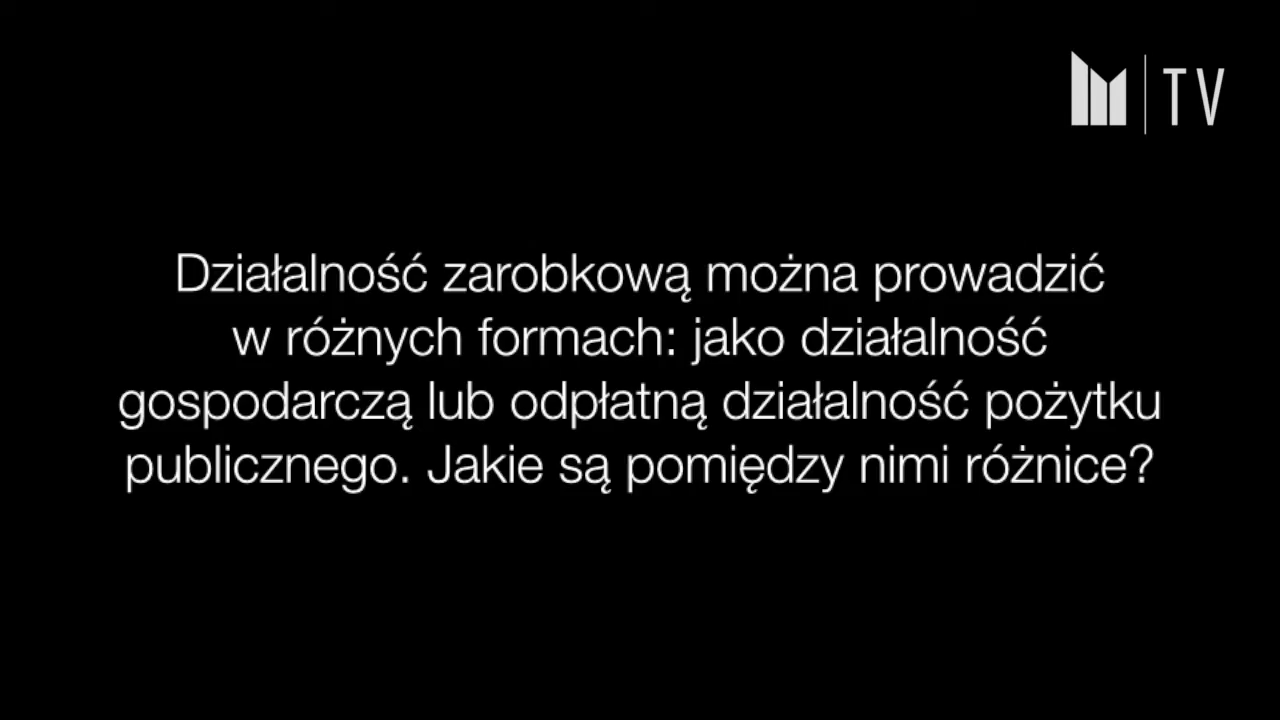 TV
Działalność zarobkową można prowadzić
w różnych formach: jako działalność
gospodarczą lub odpłatną działalność pożytku
publicznego. Jakie są pomiędzy nimi różnice?